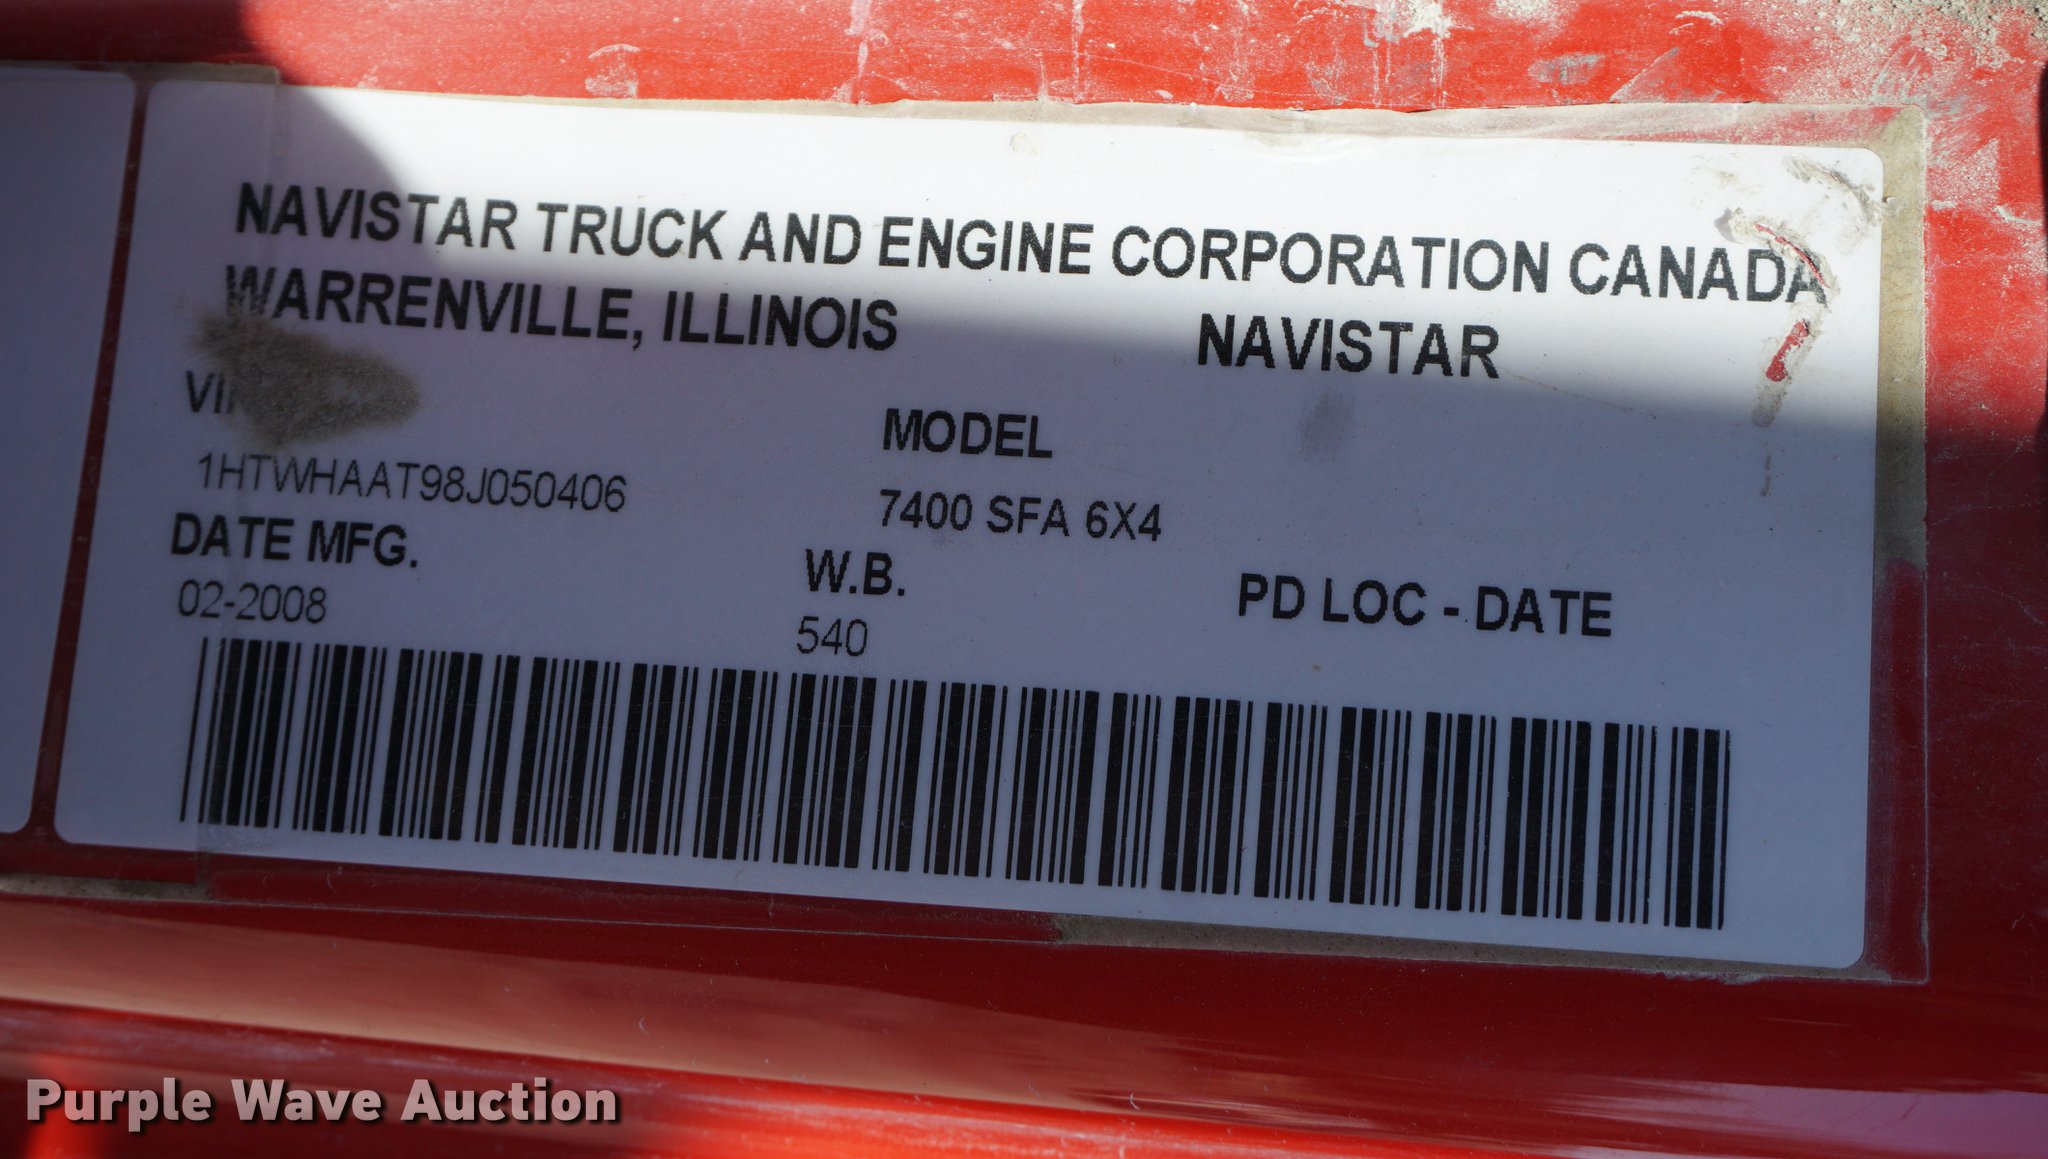 NAVISTAR TRUCK AND ENGINE CORPORATION CANADA
WARRENVILLE, ILLINOIS NAVISTAR
MODEL
1HTWHAAT98J050406 7400 SFA 6X4
DATE MFG. W.B. PD LOC - DATE
02-2008 540
Purple Wave Auction